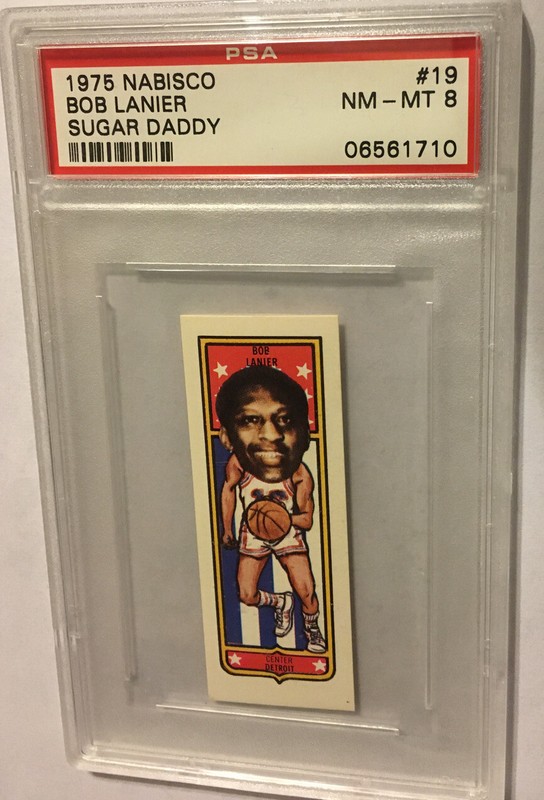 PSA
1975 NABISCO #19
BOB LANIER NM - MT 8
SUGAR DADDY
06561710
BOB
LANIER
CENTER
DETROIT